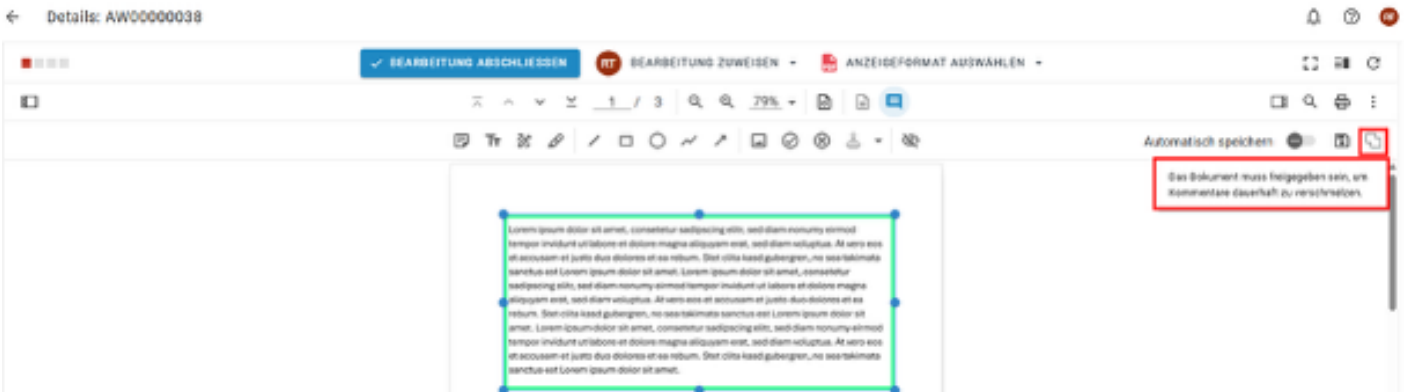 Details: AW00000038
BEARBEITUNG ABSCHLIESSEN RT BEARBEITUNG ZUWEISEN ANZEIGEFORMAT AUSWÄHLEN
1 / 3 79%
Automatisch speichern
Das Dokument muss freigegeben sein, um
Kommentare dauerhaft zu verschmelzen.
Lorem ipsum dolor sit amet, consetetur sadipscing elitr, sed diam nonumy eirmod
tempor invidunt ut labore et dolore magna aliquyam erat, sed diam voluptua. At vero eos
et accusam et justo duo dolores et ea rebum. Stet clita kasd gubergren, no sea takimata
sanctus est Lorem ipsum dolor sit amet. Lorem ipsum dolor sit amet, consetetur
sadipscing elitr, sed diam nonumy eirmod tempor invidunt ut labore et dolore magna
aliquyam erat, sed diam voluptua. At vero eos et accusam et justo duo dolores et ea
rebum. Stet clita kasd gubergren, no sea takimata sanctus est Lorem ipsum dolor sit
amet. Lorem ipsum dolor sit amet, consetetur sadipscing elitr, sed diam nonumy eirmod
tempor invidunt ut labore et dolore magna aliquyam erat, sed diam voluptua. At vero eos
et accusam et justo duo dolores et ea rebum. Stet clita kasd gubergren, no sea takimata
sanctus est Lorem ipsum dolor sit amet.